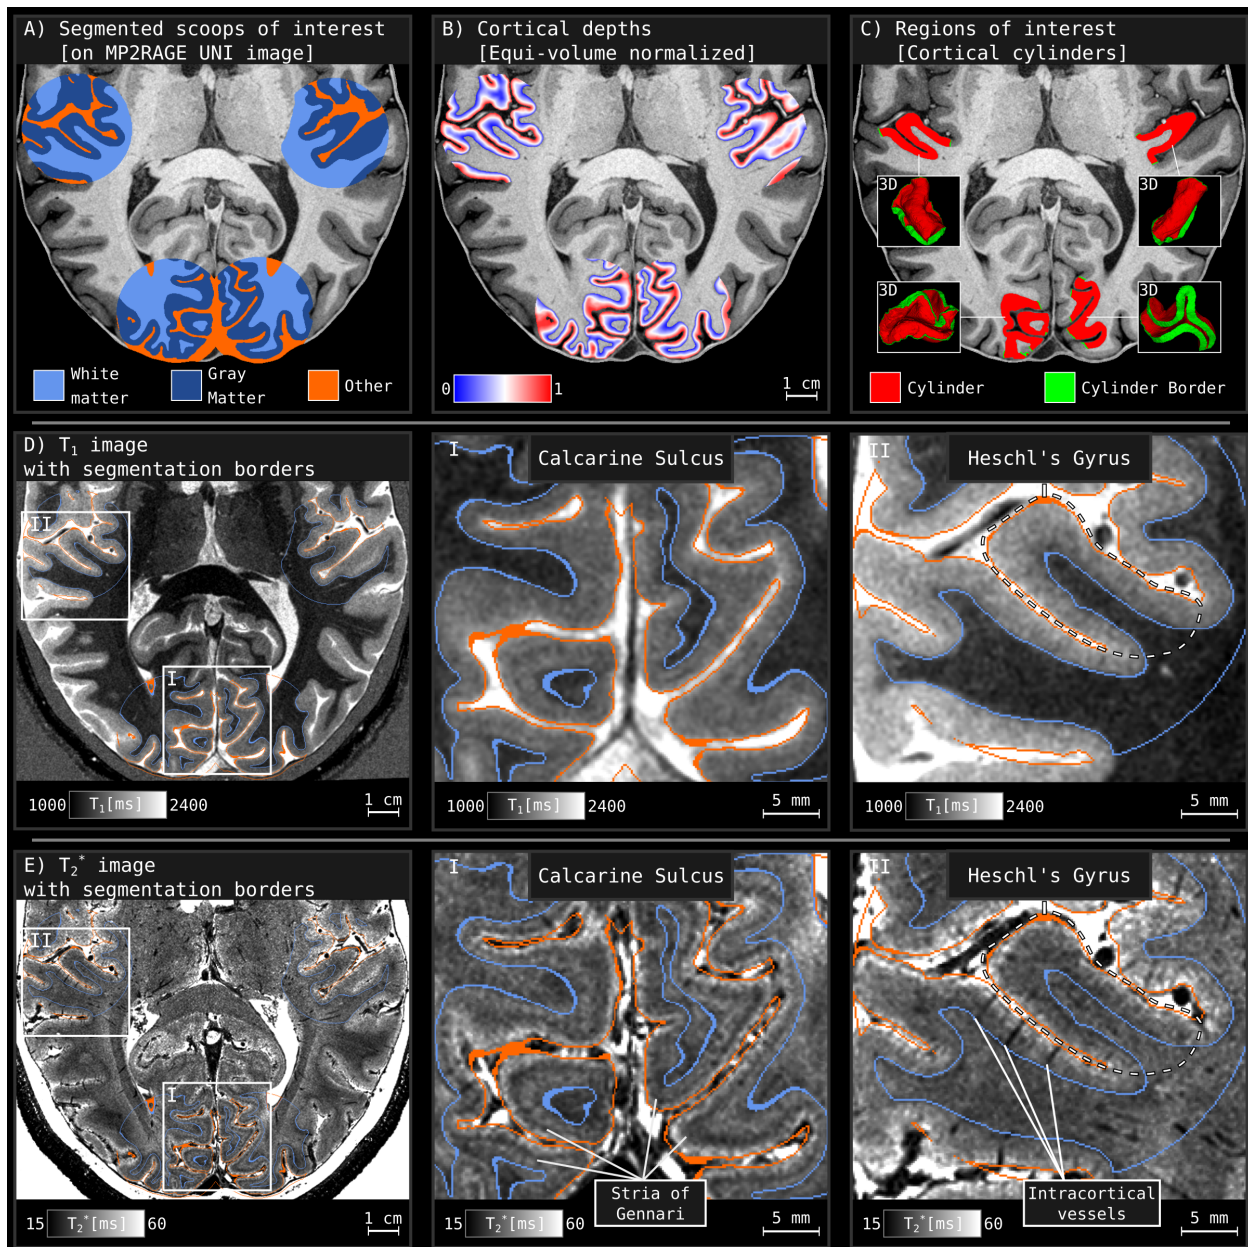 A) Segmented scoops of interest
[on MP2RAGE UNI image]
B) Cortical depths
[Equi-volume normalized]
C) Regions of interest
[Cortical cylinders]
3D
3D
3D
3D
White
matter
Gray
Matter
Other
0
1
1 cm
Cylinder
Cylinder Border
D) T₁ image
with segmentation borders
II
I
1000
T₁[ms]
2400
1 cm
I
Calcarine Sulcus
1000
T₁[ms]
2400
5 mm
II
Heschl's Gyrus
1000
T₁[ms]
2400
5 mm
E) T₂* image
with segmentation borders
II
I
15
T₂*[ms]
60
1 cm
I
Calcarine Sulcus
Stria of
Gennari
15
T₂*[ms]
60
5 mm
II
Heschl's Gyrus
Intracortical
vessels
15
T₂*[ms]
60
5 mm